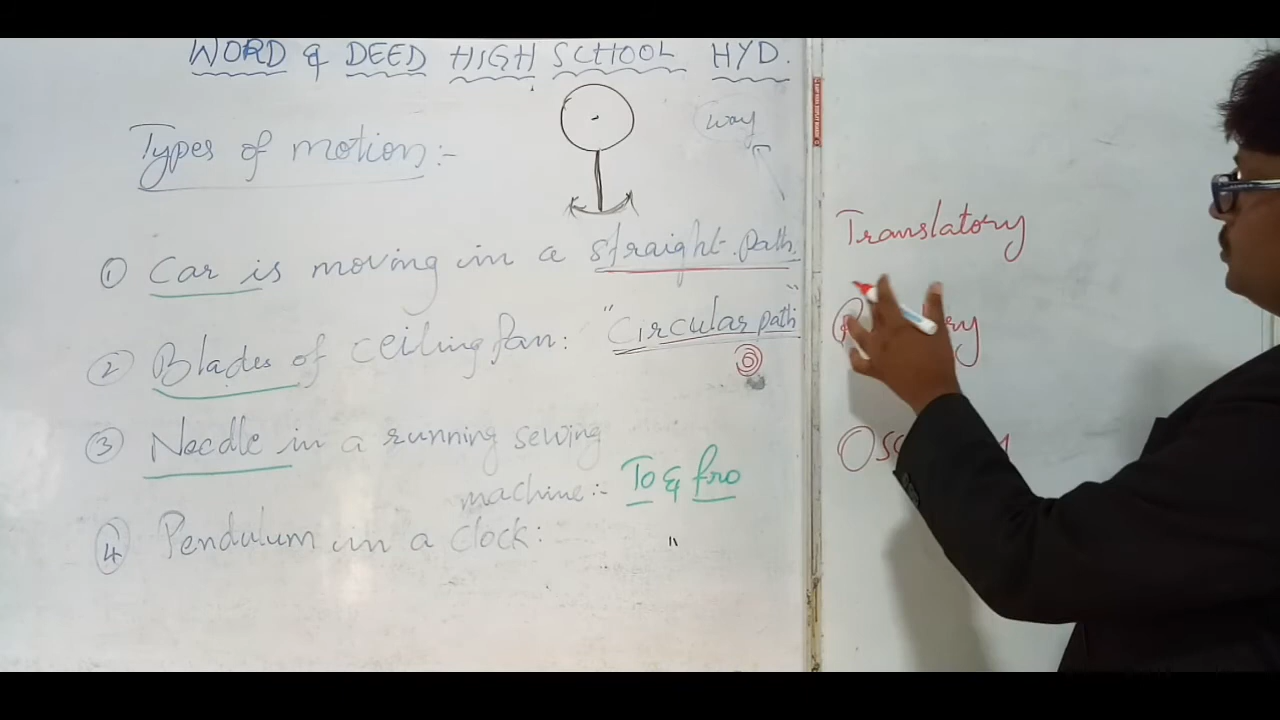 WORD & DEED HIGH SCHOOL HYD.
Types of motion:-
way
① Car is moving in a straight path.
② Blades of ceiling fan: "Circular path"
③ Needle in a running sewing
machine:- To & fro
④ Pendulum in a clock: "
Translatory